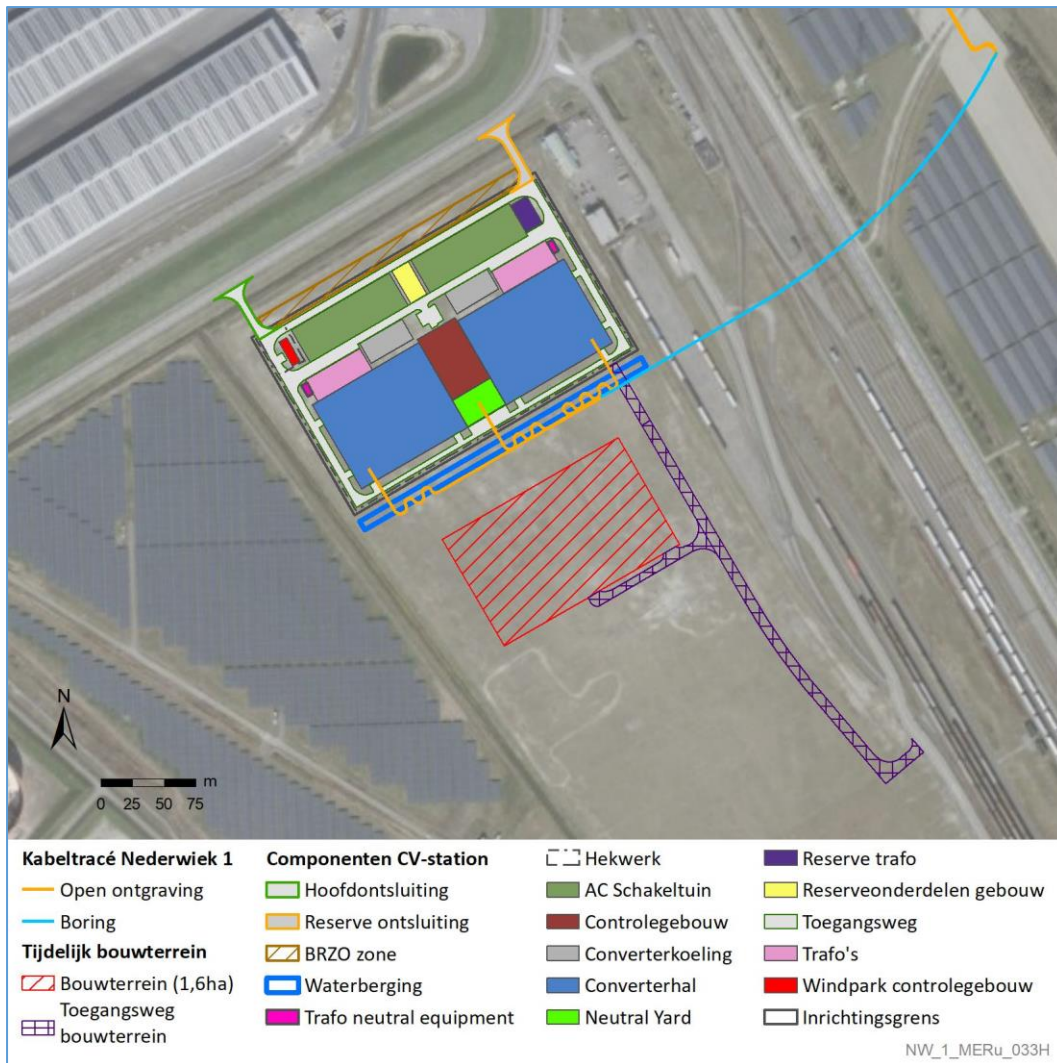 N
m
0 25 50 75
Kabeltracé Nederwiek 1
Open ontgraving
Boring
Tijdelijk bouwterrein
Bouwterrein (1,6ha)
Toegangsweg
bouwterrein
Componenten CV-station
Hoofdontsluiting
Reserve ontsluiting
BRZO zone
Waterberging
Trafo neutral equipment
Hekwerk
AC Schakeltuin
Controlegebouw
Converterkoeling
Converterhal
Neutral Yard
Reserve trafo
Reserveonderdelen gebouw
Toegangsweg
Trafo's
Windpark controlegebouw
Inrichtingsgrens
NW_1_MERu_033H